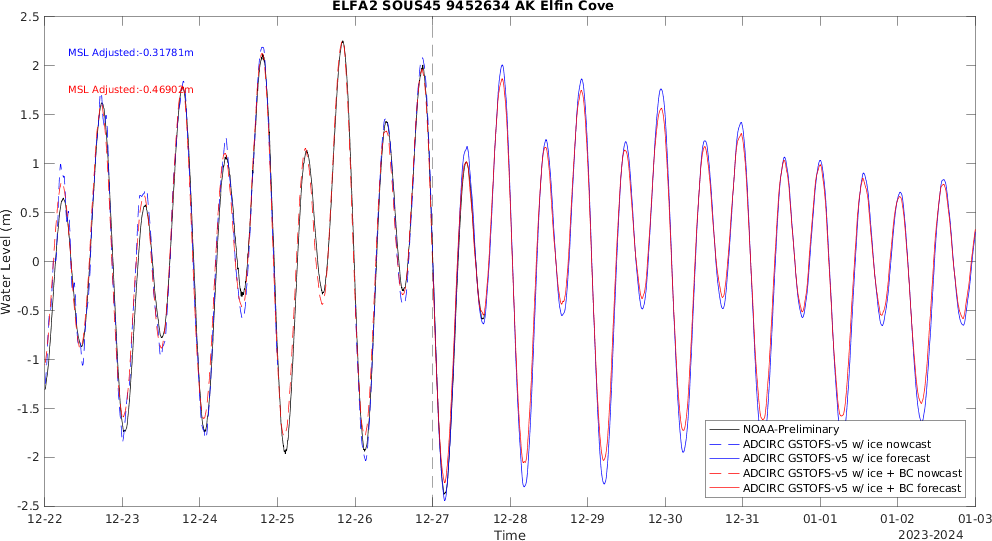 ELFA2 SOUS45 9452634 AK Elfin Cove
2.5
2
1.5
1
0.5
0
-0.5
-1
-1.5
-2
-2.5
Water Level (m)
MSL Adjusted:-0.31781m
MSL Adjusted:-0.46902m
NOAA-Preliminary
ADCIRC GSTOFS-v5 w/ ice nowcast
ADCIRC GSTOFS-v5 w/ ice forecast
ADCIRC GSTOFS-v5 w/ice + BC nowcast
ADCIRC GSTOFS-v5 w/ice + BC forecast
12-22 12-23 12-24 12-25 12-26 12-27 12-28 12-29 12-30 12-31 01-01 01-02 01-03
Time
2023-2024